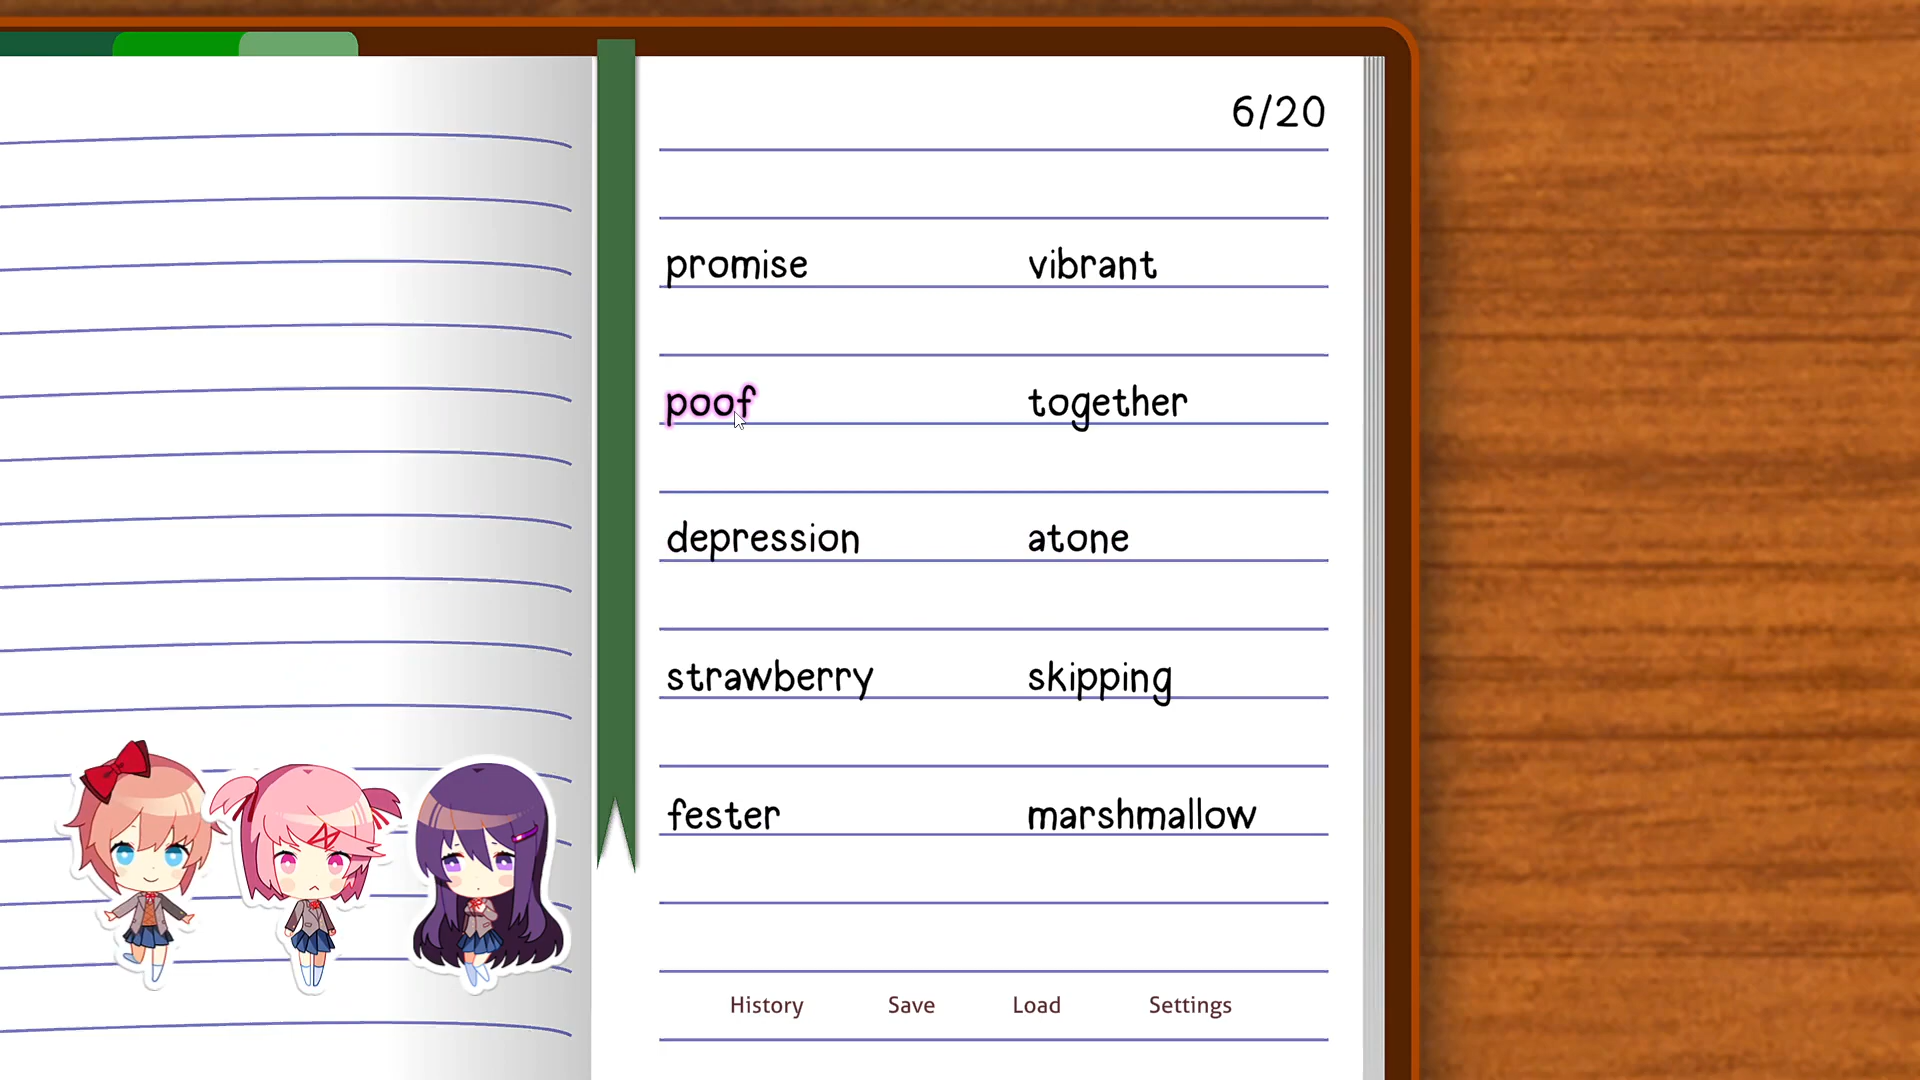 6/20
promise vibrant
poof together
depression atone
strawberry skipping
fester marshmallow
History Save Load Settings